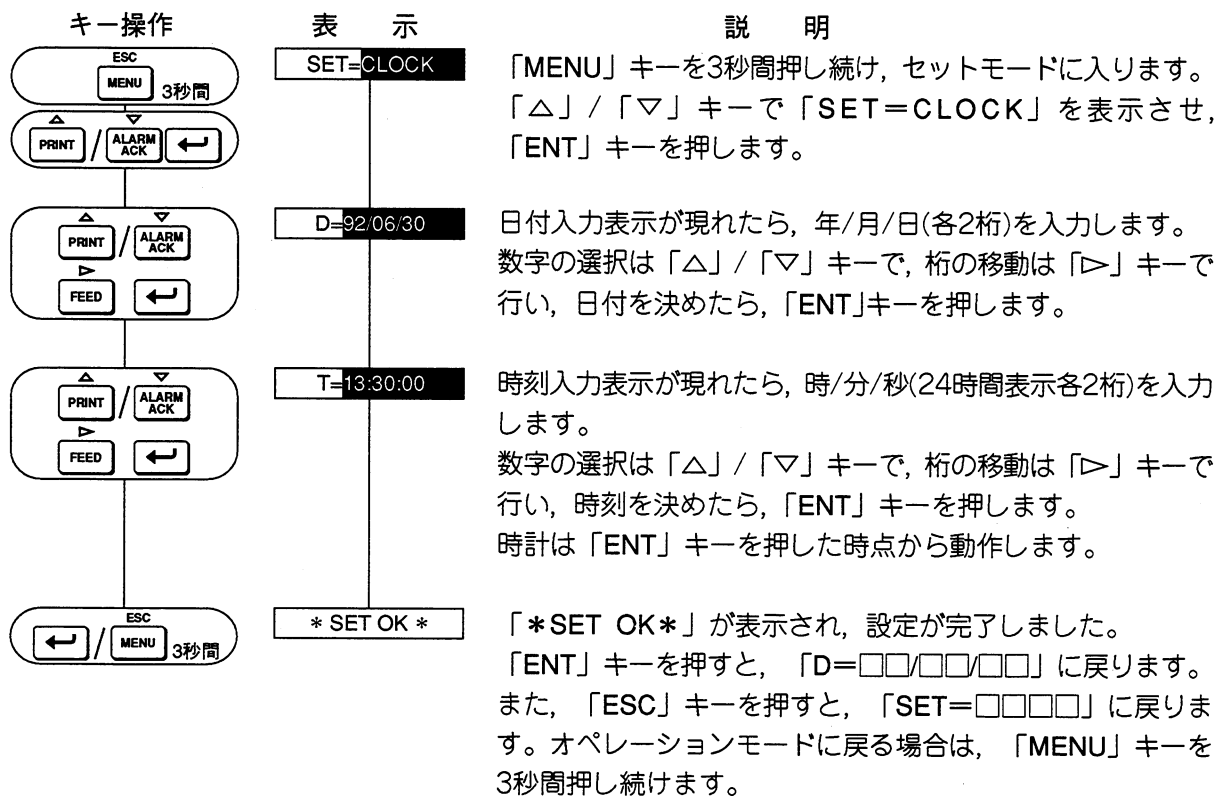 キー操作 表 示 説 明
ESC
MENU 3秒間
SET=CLOCK
「MENU」キーを3秒間押し続け，セットモードに入ります。
「△」/「▽」キーで「SET＝CLOCK」を表示させ，
「ENT」キーを押します。
△ ▽
PRINT / ALARM ACK ↵
D=92/06/30
日付入力表示が現れたら，年/月/日(各2桁)を入力します。
数字の選択は「△」/「▽」キーで，桁の移動は「▷」キーで
行い，日付を決めたら，「ENT」キーを押します。
△ ▽
PRINT / ALARM ACK
▷
FEED ↵
T=13:30:00
時刻入力表示が現れたら，時/分/秒(24時間表示各2桁)を入力
します。
数字の選択は「△」/「▽」キーで，桁の移動は「▷」キーで
行い，時刻を決めたら，「ENT」キーを押します。
時計は「ENT」キーを押した時点から動作します。
△ ▽
PRINT / ALARM ACK
▷
FEED ↵
ESC
↵ / MENU 3秒間
＊ SET OK ＊
「＊SET OK＊」が表示され，設定が完了しました。
「ENT」キーを押すと，「D＝□□/□□/□□」に戻ります。
また，「ESC」キーを押すと，「SET＝□□□□」に戻りま
す。オペレーションモードに戻る場合は，「MENU」キーを
3秒間押し続けます。